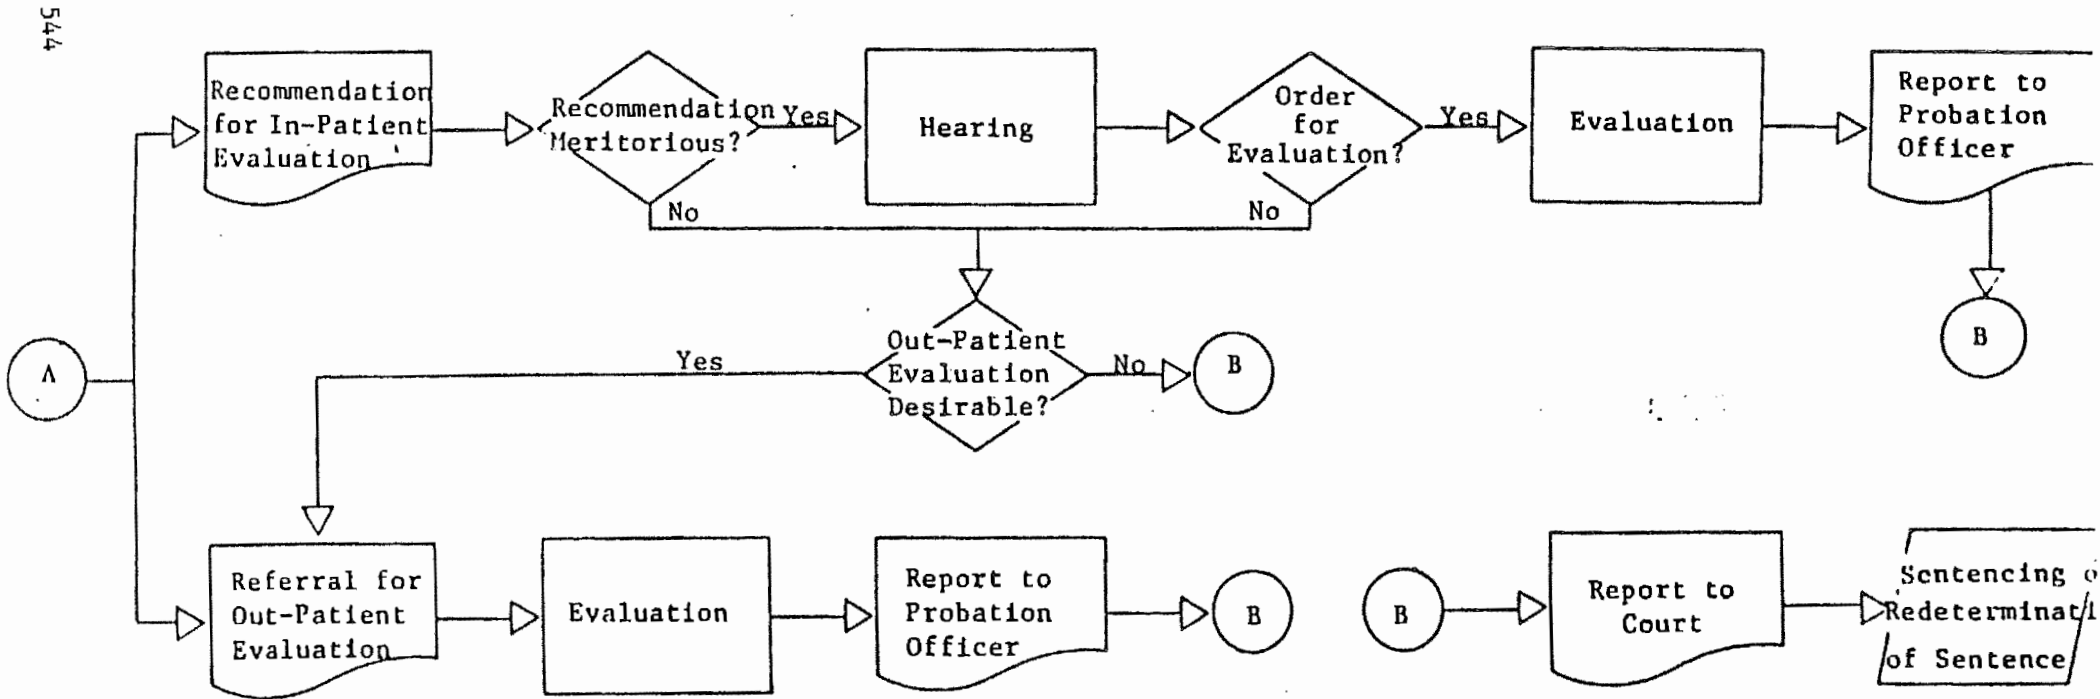 544
Recommendation
for In-Patient
Evaluation
Recommendation
Meritorious?
Yes
No
Hearing
Order
for
Evaluation?
Yes
No
Evaluation
Report to
Probation
Officer
B
A
Out-Patient
Evaluation
Desirable?
Yes
No
B
Referral for
Out-Patient
Evaluation
Evaluation
Report to
Probation
Officer
B
B
Report to
Court
Sentencing
of Sentence